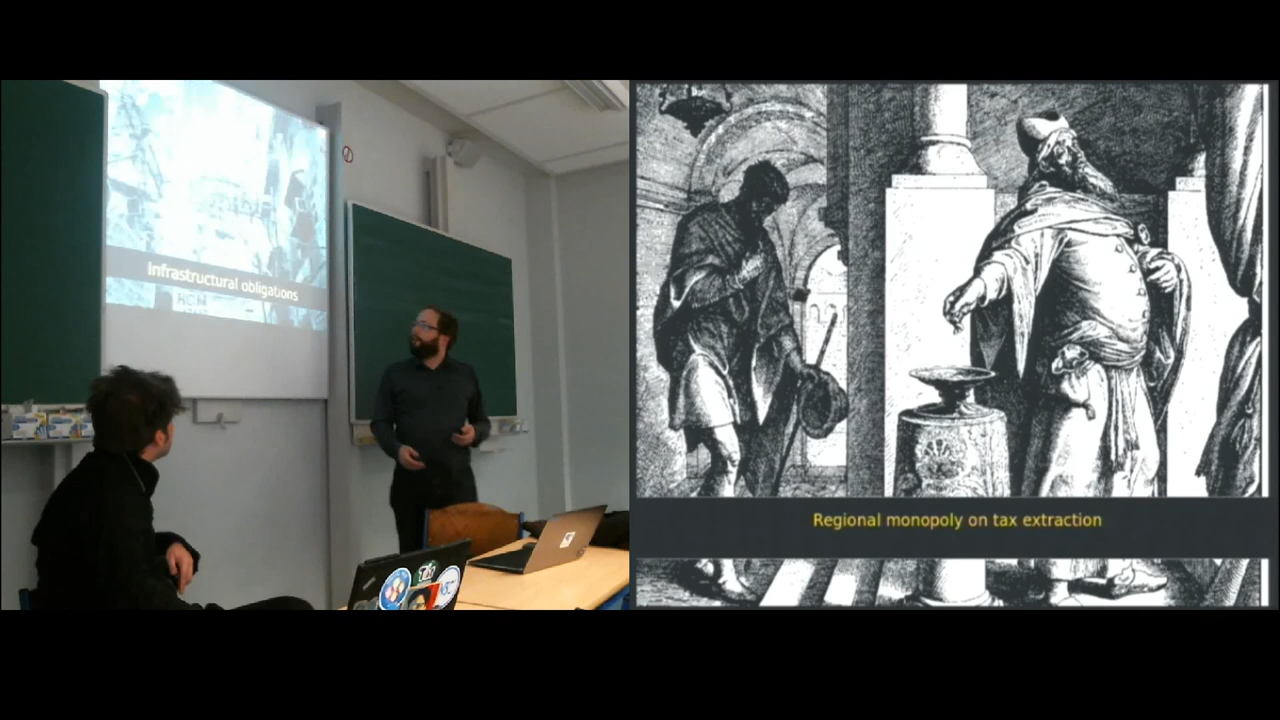 Infrastructural obligations
Regional monopoly on tax extraction